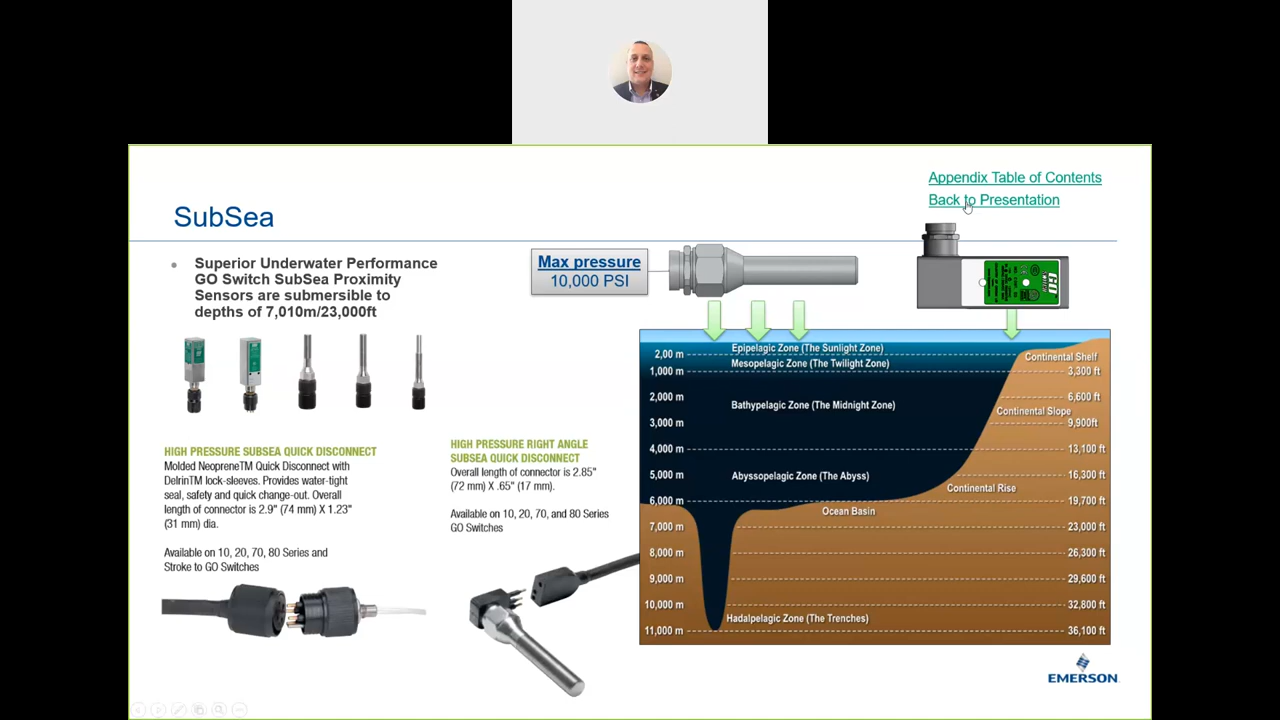 Appendix Table of Contents
Back to Presentation
SubSea
Superior Underwater Performance
GO Switch SubSea Proximity
Sensors are submersible to
depths of 7,010m/23,000ft
Max pressure
10,000 PSI
GO
HIGH PRESSURE SUBSEA QUICK DISCONNECT
Molded Neoprene™ Quick Disconnect with
Delrin™ lock-sleeves. Provides water-tight
seal, safety and quick change-out. Overall
length of connector is 2.9" (74 mm) X 1.23"
(31 mm) dia.
Available on 10, 20, 70, 80 Series and
Stroke to GO Switches
HIGH PRESSURE RIGHT ANGLE
SUBSEA QUICK DISCONNECT
Overall length of connector is 2.85"
(72 mm) X .65" (17 mm).
Available on 10, 20, 70, and 80 Series
GO Switches
Epipelagic Zone (The Sunlight Zone)
2,00 m
Continental Shelf
Mesopelagic Zone (The Twilight Zone)
1,000 m
3,300 ft
2,000 m
6,600 ft
Bathypelagic Zone (The Midnight Zone)
Continental Slope
3,000 m
9,900ft
4,000 m
13,100 ft
5,000 m
Abyssopelagic Zone (The Abyss)
16,300 ft
Continental Rise
6,000 m
19,700 ft
Ocean Basin
7,000 m
23,000 ft
8,000 m
26,300 ft
9,000 m
29,600 ft
10,000 m
32,800 ft
Hadalpelagic Zone (The Trenches)
11,000 m
36,100 ft
EMERSON